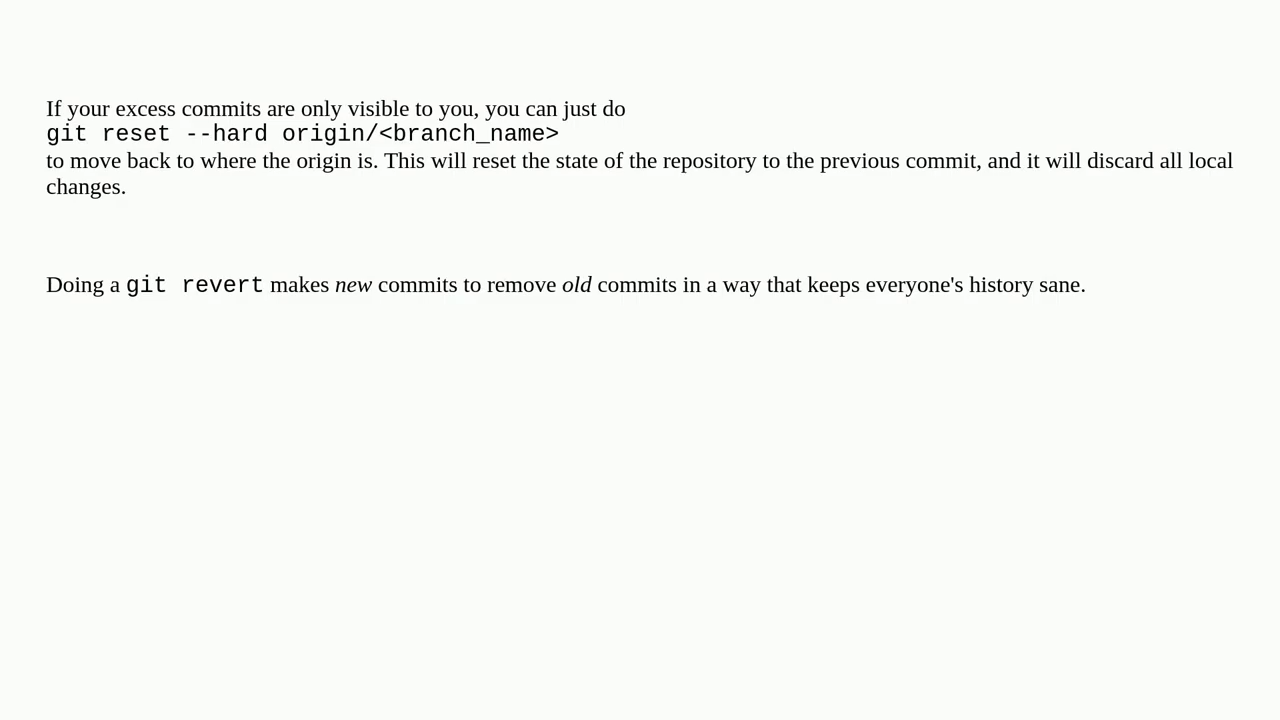 If your excess commits are only visible to you, you can just do
git reset --hard origin/<branch_name>
to move back to where the origin is. This will reset the state of the repository to the previous commit, and it will discard all local
changes.
Doing a git revert makes new commits to remove old commits in a way that keeps everyone's history sane.